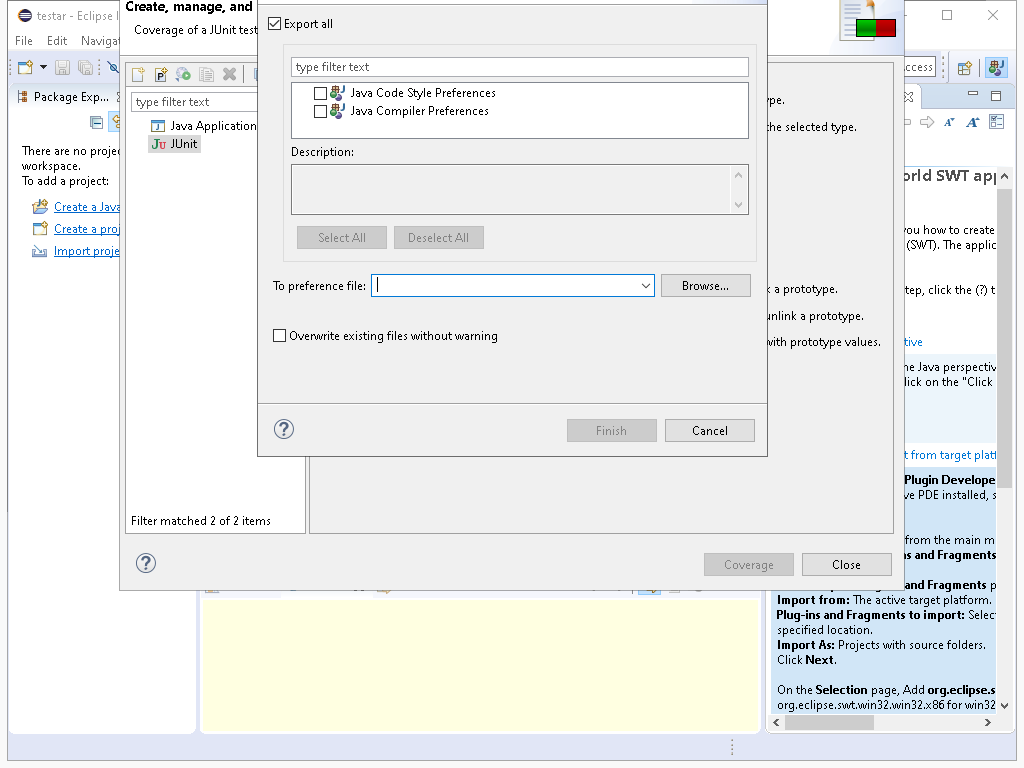 testar - Eclipse I
File Edit Naviga
Create, manage, and
Coverage of a JUnit test
Export all
type filter text
Java Code Style Preferences
Java Compiler Preferences
Description:
Select All Deselect All
To preference file: Browse...
Overwrite existing files without warning
Finish Cancel
Package Exp...
There are no proje
workspace.
To add a project:
Create a Java
Create a proj
Import proje
type filter text
Java Application
JUnit
Filter matched 2 of 2 items
Coverage Close
ype.
he selected type.
k a prototype.
unlink a prototype.
with prototype values.
ccess
orld SWT app
you how to create
(SWT). The applic
tep, click the (?) t
tive
he Java perspectiv
lick on the "Click
t from target platf
Plugin Develope
ve PDE installed, s
from the main m
ns and Fragments
and Fragments p
Import from: The active target platform.
Plug-ins and Fragments to import: Selec
specified location.
Import As: Projects with source folders.
Click Next.
On the Selection page, Add org.eclipse.s
org.eclipse.swt.win32.win32.x86 for win32